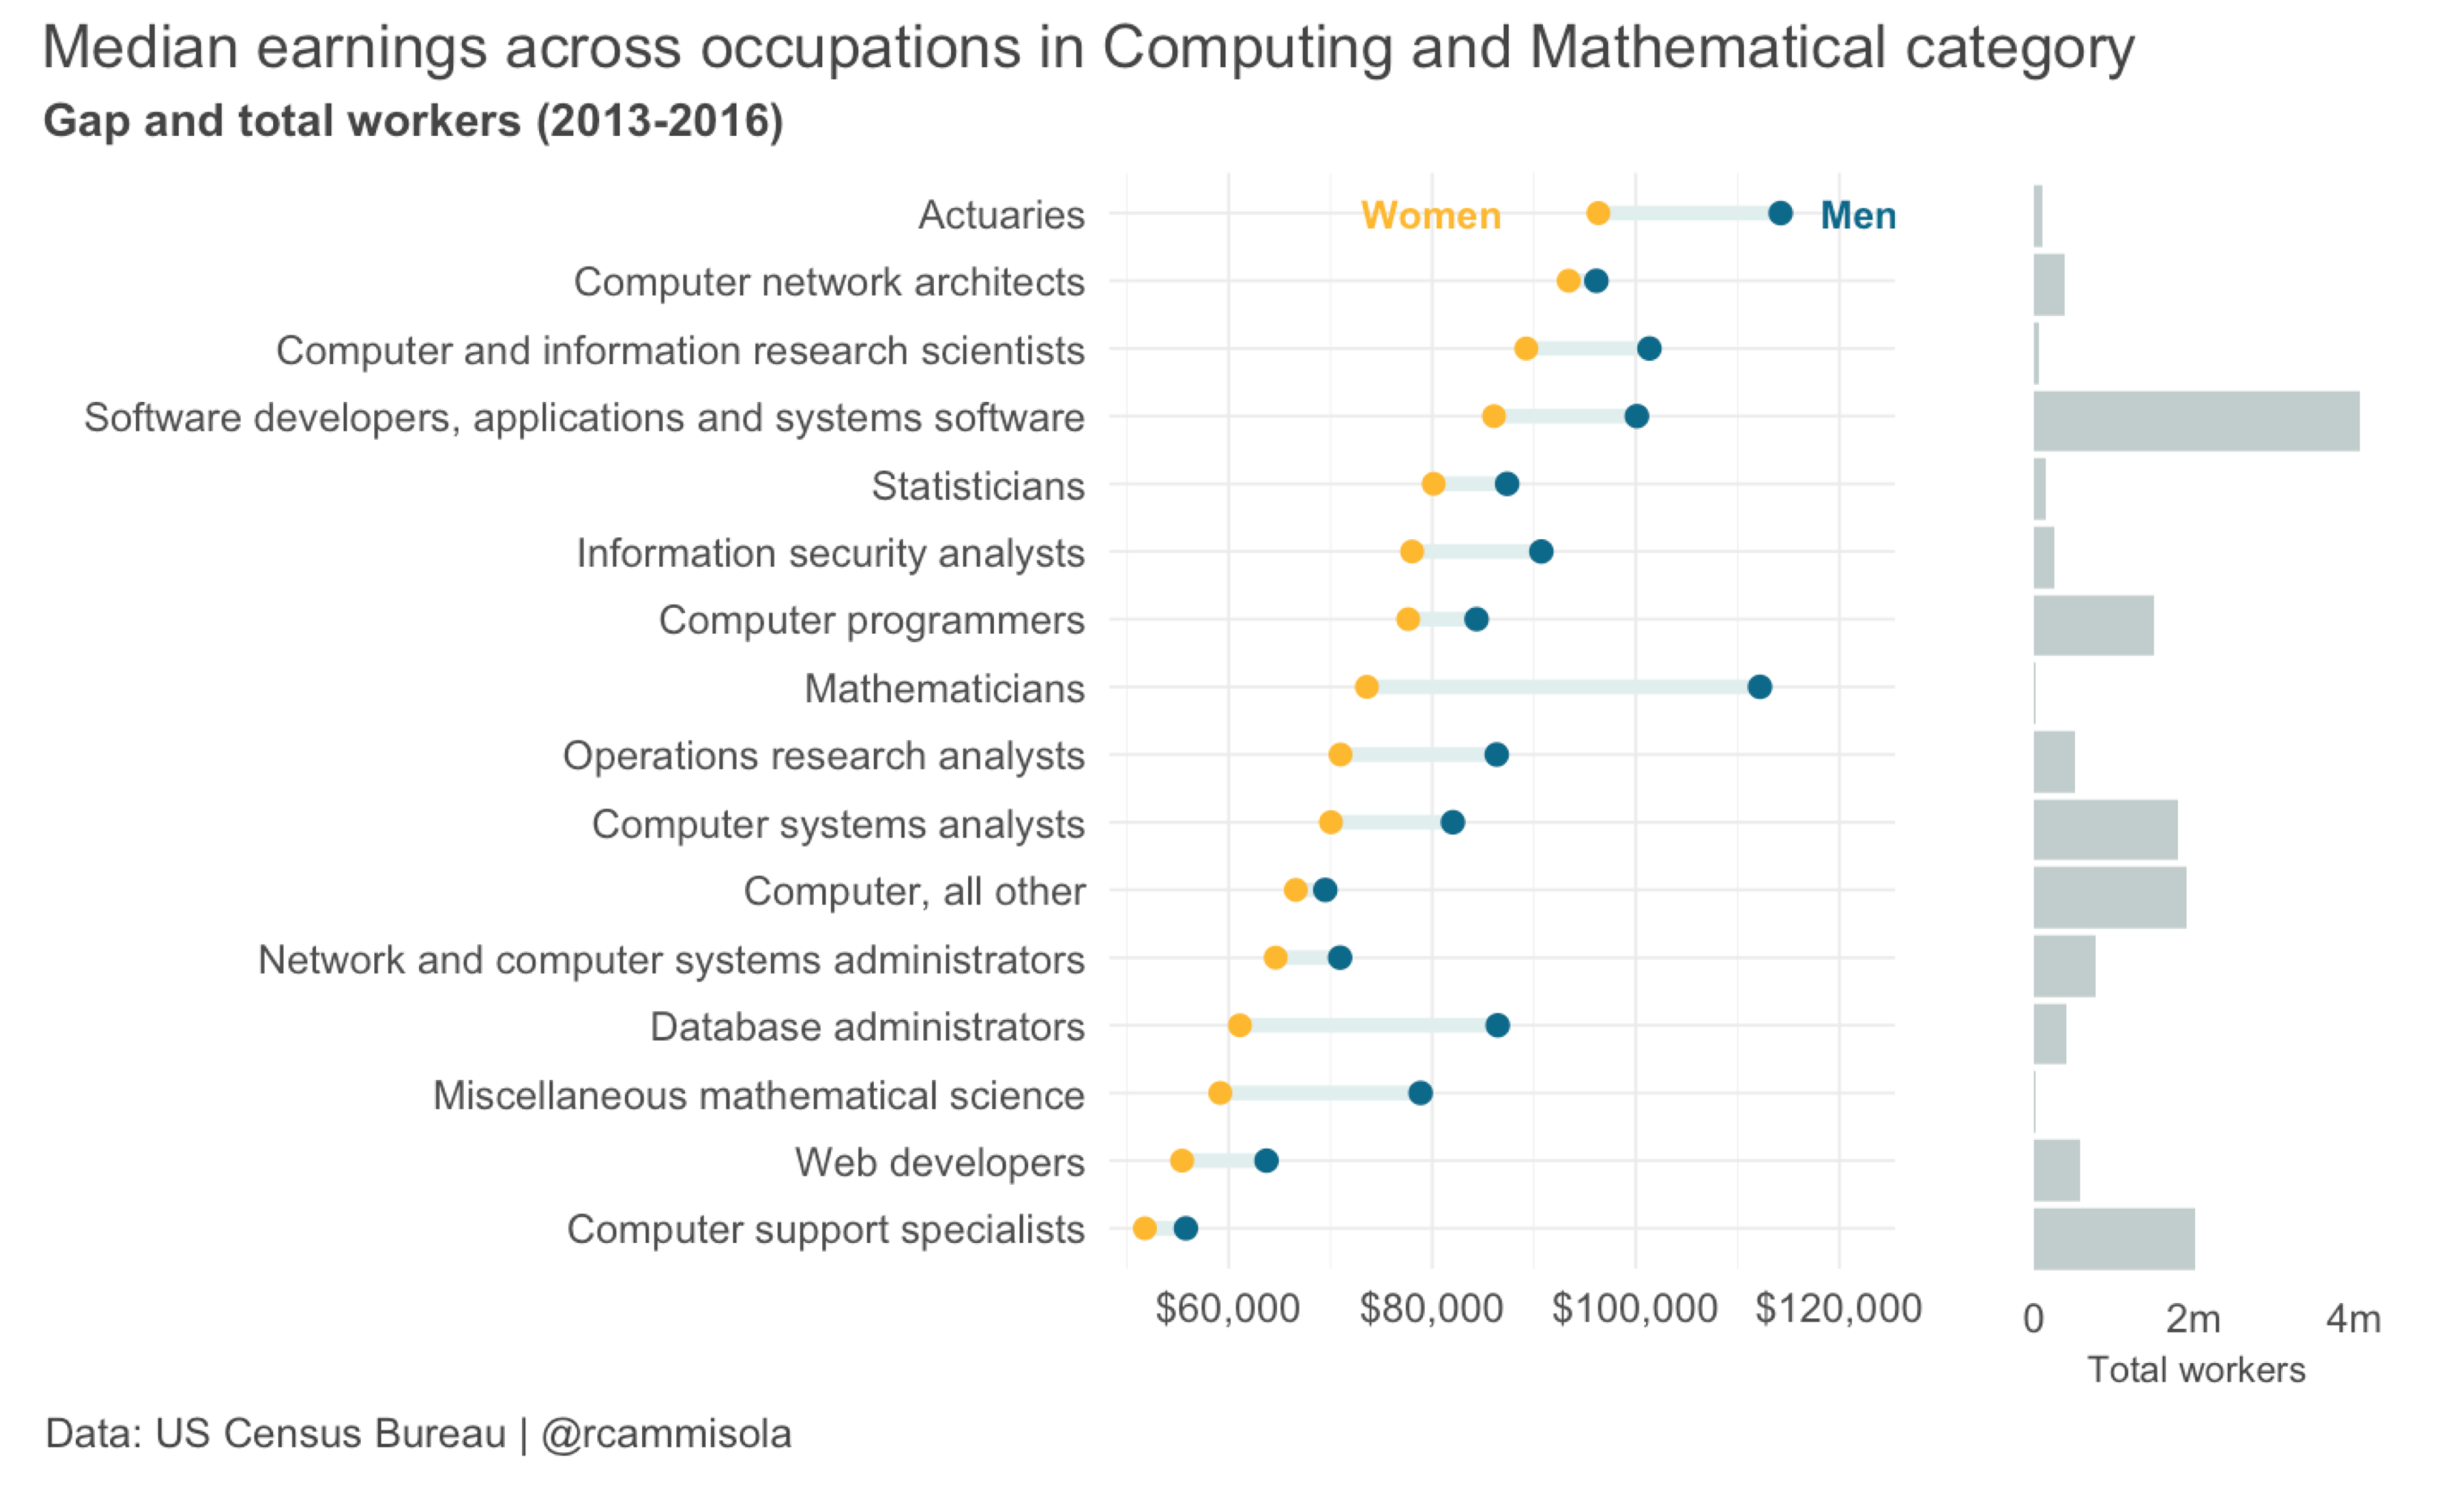 Median earnings across occupations in Computing and Mathematical category
Gap and total workers (2013-2016)
Actuaries
Women
Men
Computer network architects
Computer and information research scientists
Software developers, applications and systems software
Statisticians
Information security analysts
Computer programmers
Mathematicians
Operations research analysts
Computer systems analysts
Computer, all other
Network and computer systems administrators
Database administrators
Miscellaneous mathematical science
Web developers
Computer support specialists
$60,000 $80,000 $100,000 $120,000
0 2m 4m
Total workers
Data: US Census Bureau | @rcammisola